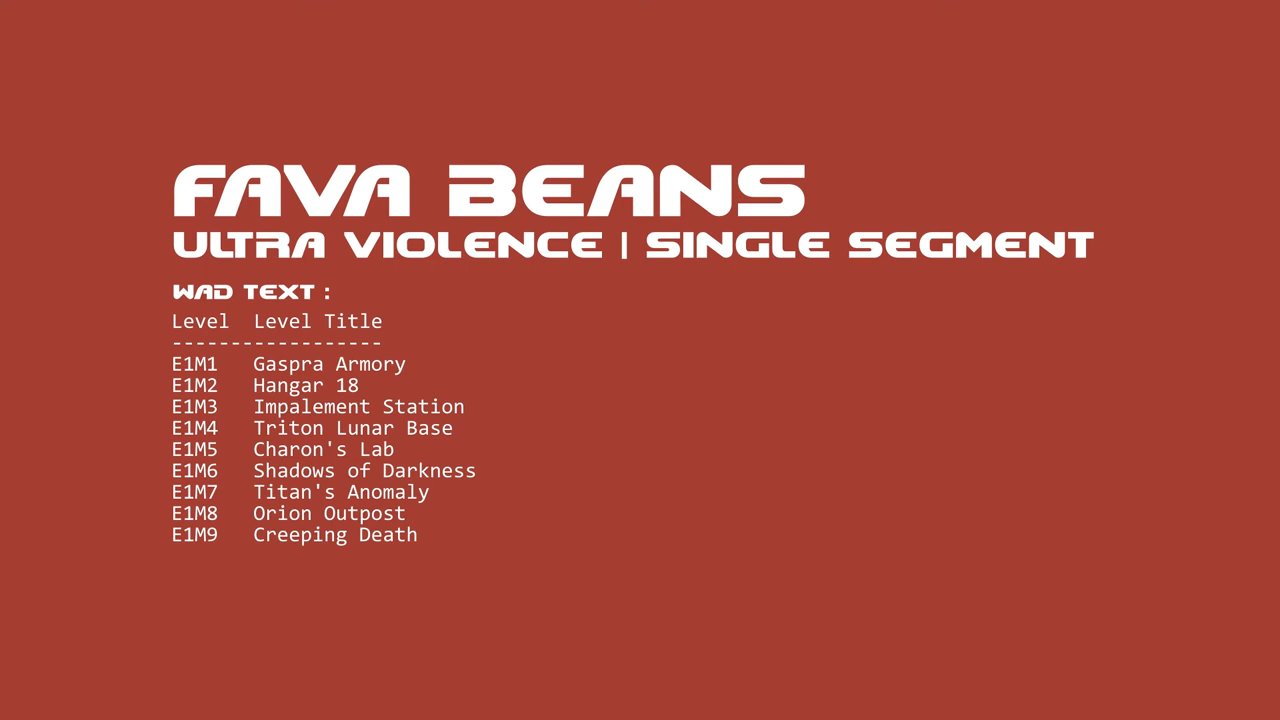 FAVA BEANS
ULTRA VIOLENCE | SINGLE SEGMENT
WAD TEXT :
Level  Level Title
------------------
E1M1   Gaspra Armory
E1M2   Hangar 18
E1M3   Impalement Station
E1M4   Triton Lunar Base
E1M5   Charon's Lab
E1M6   Shadows of Darkness
E1M7   Titan's Anomaly
E1M8   Orion Outpost
E1M9   Creeping Death